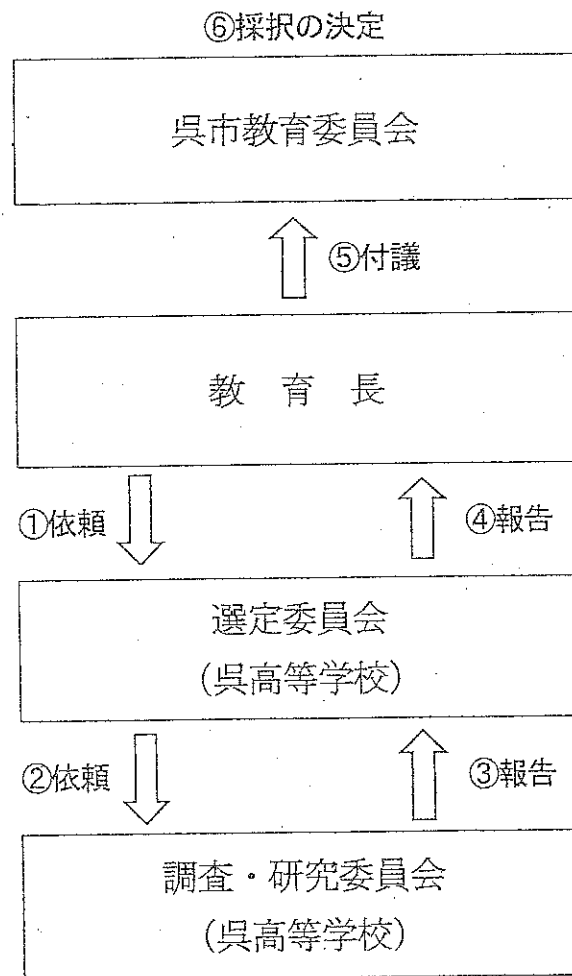 ⑥採択の決定
呉市教育委員会
⑤付議
教 育 長
①依頼
④報告
選定委員会
(呉高等学校)
②依頼
③報告
調査・研究委員会
(呉高等学校)